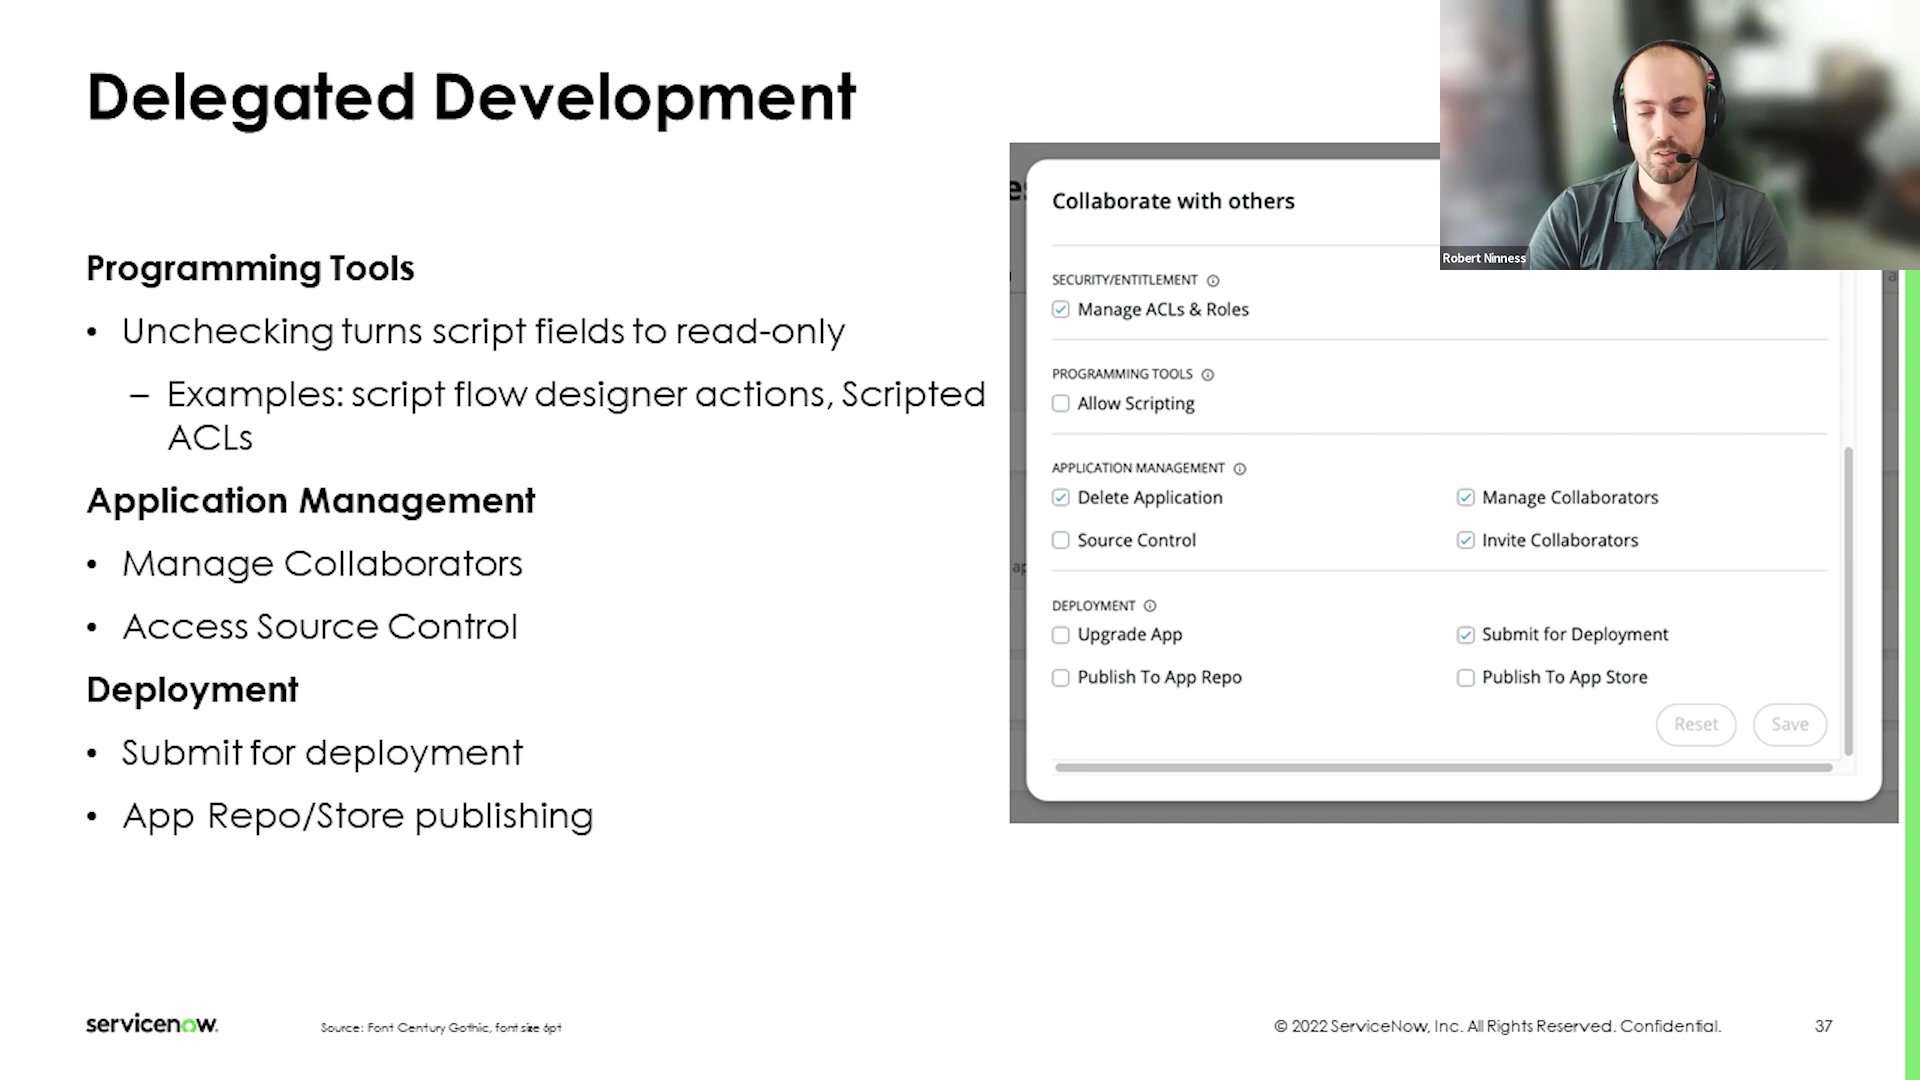 Delegated Development
Programming Tools
• Unchecking turns script fields to read-only
– Examples: script flow designer actions, Scripted
ACLs
Application Management
• Manage Collaborators
• Access Source Control
Deployment
• Submit for deployment
• App Repo/Store publishing
Collaborate with others
SECURITY/ENTITLEMENT
Manage ACLs & Roles
PROGRAMMING TOOLS
Allow Scripting
APPLICATION MANAGEMENT
Delete Application
Manage Collaborators
Source Control
Invite Collaborators
DEPLOYMENT
Upgrade App
Submit for Deployment
Publish To App Repo
Publish To App Store
Reset
Save
Robert Ninness
servicenow.
Source: Font Century Gothic, font size 6pt
© 2022 ServiceNow, Inc. All Rights Reserved. Confidential.
37